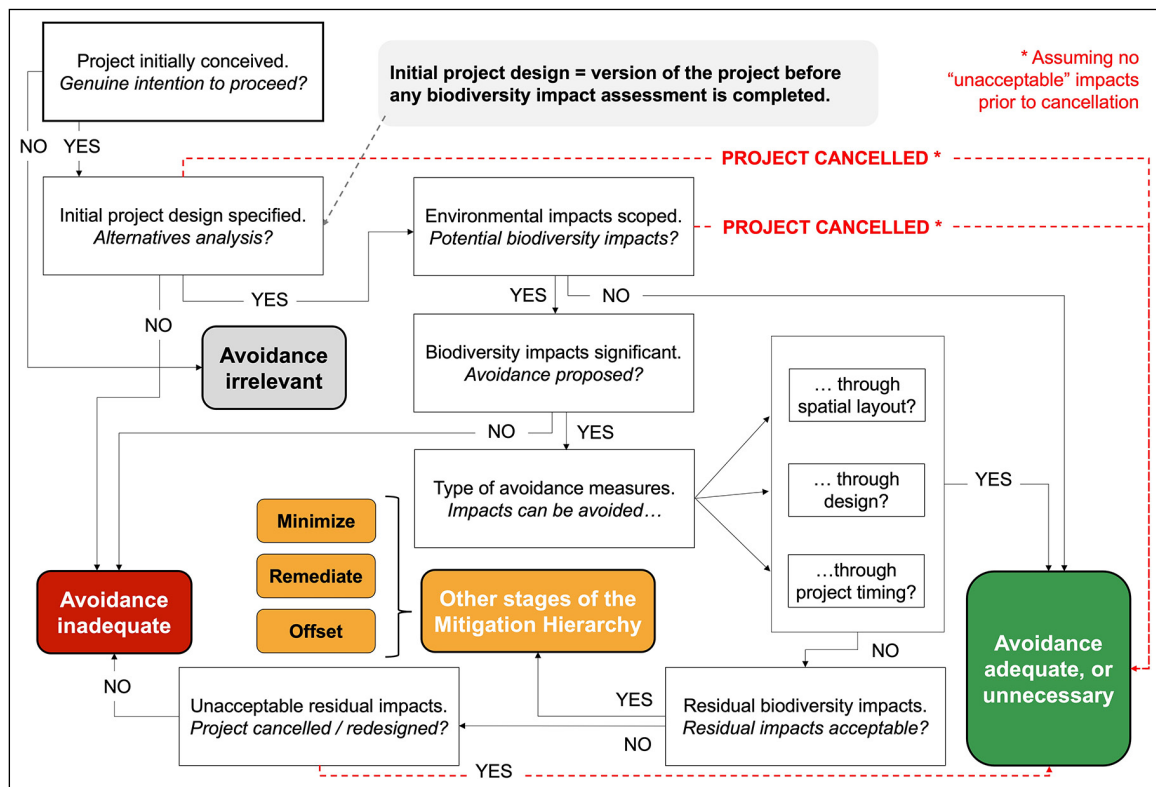 Project initially conceived.
Genuine intention to proceed?
Initial project design = version of the project before
any biodiversity impact assessment is completed.
* Assuming no
“unacceptable” impacts
prior to cancellation
NO
YES
PROJECT CANCELLED *
Initial project design specified.
Alternatives analysis?
Environmental impacts scoped.
Potential biodiversity impacts?
PROJECT CANCELLED *
YES
NO
YES
NO
Avoidance
irrelevant
Biodiversity impacts significant.
Avoidance proposed?
… through
spatial layout?
NO
YES
Type of avoidance measures.
Impacts can be avoided…
… through
design?
YES
Minimize
Remediate
Offset
Other stages of the
Mitigation Hierarchy
…through
project timing?
Avoidance
inadequate
Avoidance
adequate, or
unnecessary
NO
NO
Unacceptable residual impacts.
Project cancelled / redesigned?
YES
NO
Residual biodiversity impacts.
Residual impacts acceptable?
YES